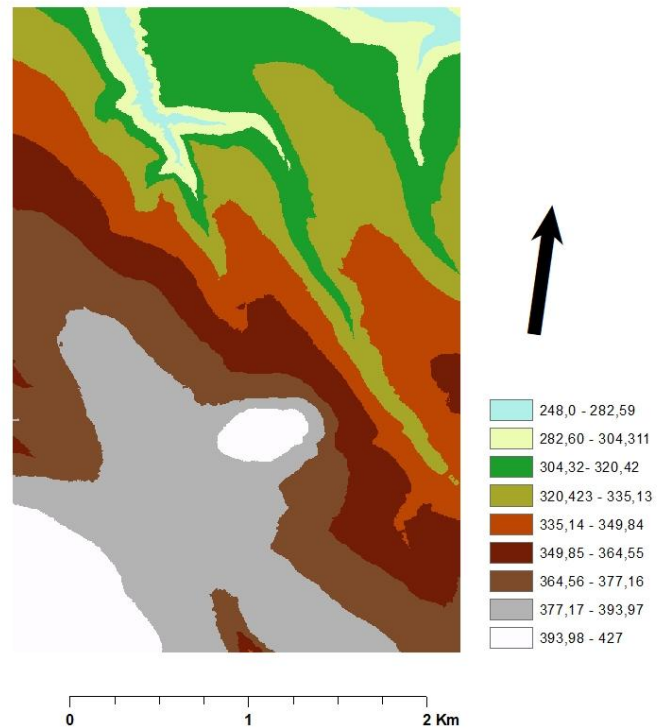 248,0 - 282,59
282,60 - 304,311
304,32- 320,42
320,423 - 335,13
335,14 - 349,84
349,85 - 364,55
364,56 - 377,16
377,17 - 393,97
393,98 - 427
0 1 2 Km